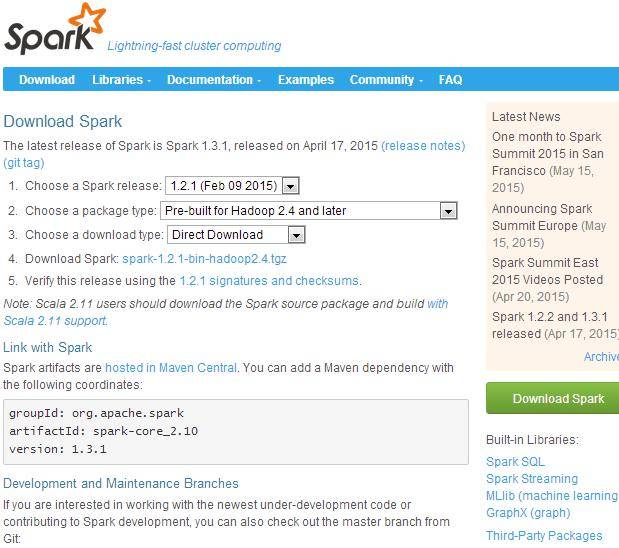 Spark Lightning-fast cluster computing
Download Libraries Documentation Examples Community FAQ
Download Spark
The latest release of Spark is Spark 1.3.1, released on April 17, 2015 (release notes)
(git tag)
1. Choose a Spark release: 1.2.1 (Feb 09 2015)
2. Choose a package type: Pre-built for Hadoop 2.4 and later
3. Choose a download type: Direct Download
4. Download Spark: spark-1.2.1-bin-hadoop2.4.tgz
5. Verify this release using the 1.2.1 signatures and checksums.
Note: Scala 2.11 users should download the Spark source package and build with
Scala 2.11 support.
Link with Spark
Spark artifacts are hosted in Maven Central. You can add a Maven dependency with
the following coordinates:
groupId: org.apache.spark
artifactId: spark-core_2.10
version: 1.3.1
Development and Maintenance Branches
If you are interested in working with the newest under-development code or
contributing to Spark development, you can also check out the master branch from
Git:
Latest News
One month to Spark
Summit 2015 in San
Francisco (May 15,
2015)
Announcing Spark
Summit Europe (May
15, 2015)
Spark Summit East
2015 Videos Posted
(Apr 20, 2015)
Spark 1.2.2 and 1.3.1
released (Apr 17, 2015)
Archive
Download Spark
Built-in Libraries:
Spark SQL
Spark Streaming
MLlib (machine learning
GraphX (graph)
Third-Party Packages